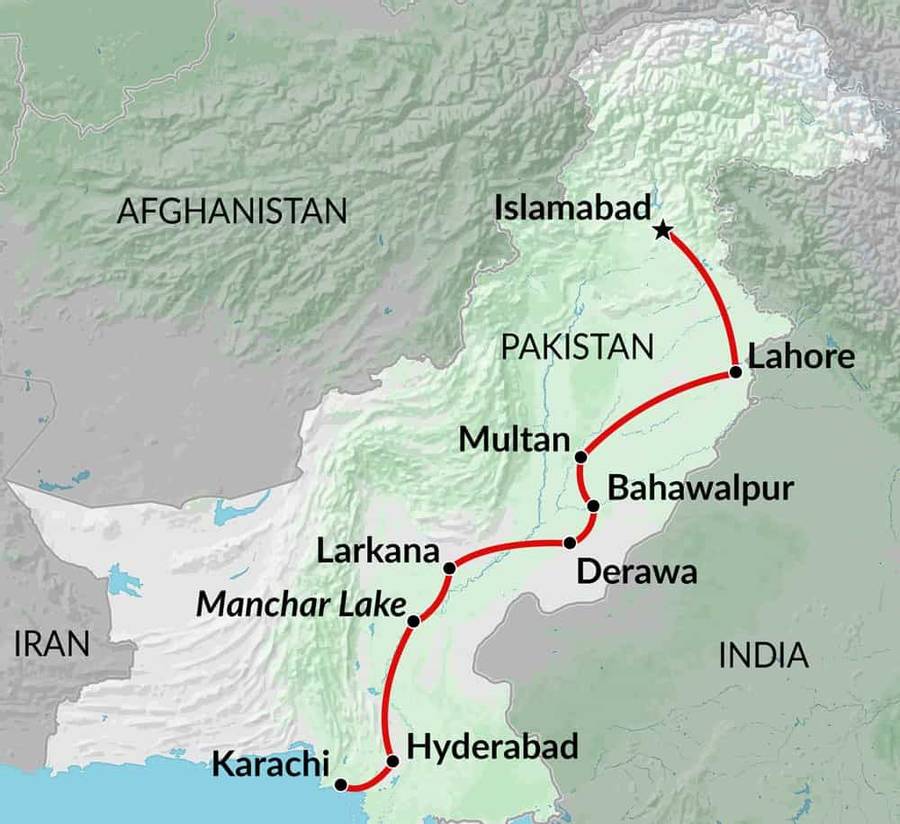 Islamabad
AFGHANISTAN
PAKISTAN
Lahore
Multan
Bahawalpur
Larkana
Derawa
Manchar Lake
IRAN
INDIA
Hyderabad
Karachi